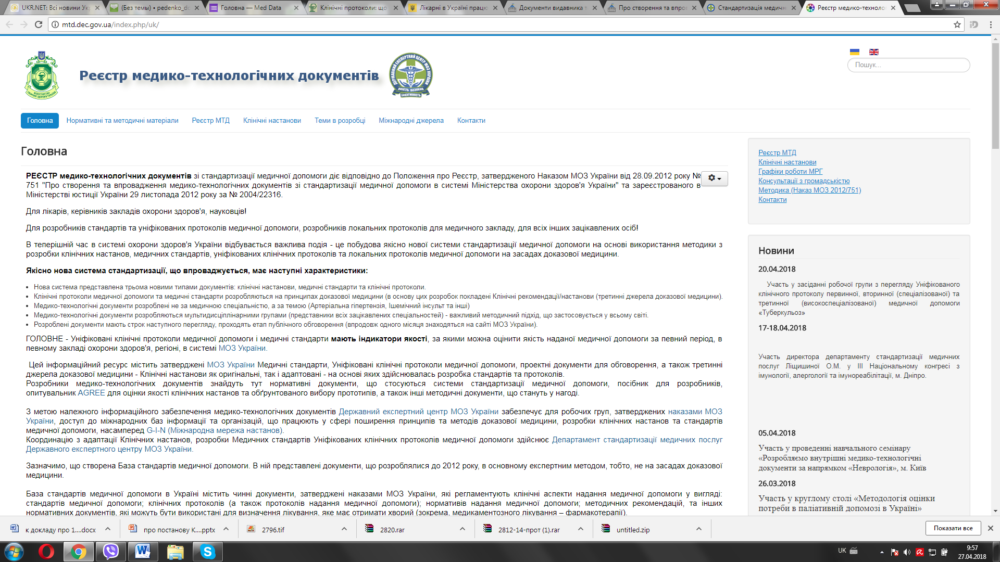 UKR.NET: Всі новини Ук
(Без темы) • pedenko_do
Головна — Med Data
Клінічні протоколи: що
Лікарні в Україні працю
Документи видавника т
Про створення та впров
Стандартизація медичн
Реєстр медико-техноло
mtd.dec.gov.ua/index.php/uk/
Реєстр медико-технологічних документів
Пошук...
Головна
Нормативні та методичні матеріали
Реєстр МТД
Клінічні настанови
Теми в розробці
Міжнародні джерела
Контакти
Головна
РЕЄСТР медико-технологічних документів зі стандартизації медичної допомоги діє відповідно до Положення про Реєстр, затвердженого Наказом МОЗ України від 28.09.2012 року №
751 "Про створення та впровадження медико-технологічних документів зі стандартизації медичної допомоги в системі Міністерства охорони здоров'я України" та зареєстрованого в
Міністерстві юстиції України 29 листопада 2012 року за № 2004/22316.
Для лікарів, керівників закладів охорони здоров'я, науковців!
Для розробників стандартів та уніфікованих протоколів медичної допомоги, розробників локальних протоколів для медичного закладу, для всіх інших зацікавлених осіб!
В теперішній час в системі охорони здоров'я України відбувається важлива подія - це побудова якісно нової системи стандартизації медичної допомоги на основі використання методики з
розробки клінічних настанов, медичних стандартів, уніфікованих клінічних протоколів та локальних протоколів медичної допомоги на засадах доказової медицини.
Якісно нова система стандартизації, що впроваджується, має наступні характеристики:
• Нова система представлена трьома новими типами документів: клінічні настанови, медичні стандарти та клінічні протоколи.
• Клінічні протоколи медичної допомоги та медичні стандарти розробляються на принципах доказової медицини (в основу цих розробок покладені Клінічні рекомендації/настанови (третинні джерела доказової медицини).
• Медико-технологічні документи розроблені не за медичною спеціальністю, а за темою (Артеріальна гіпертензія, Ішемічний інсульт та інші)
• Медико-технологічні документи розробляються мультидисціплінарними групами (представники всіх зацікавлених спеціальностей) - важливий методичний підхід, що застосовується у всьому світі.
• Розроблені документи мають строк наступного перегляду, проходять етап публічного обговорення (впродовж одного місяця знаходяться на сайті МОЗ України).
ГОЛОВНЕ - Уніфіковані клінічні протоколи медичної допомоги і медичні стандарти мають індикатори якості, за якими можна оцінити якість наданої медичної допомоги за певний період, в
певному закладі охорони здоров'я, регіоні, в системі МОЗ України.
Цей інформаційний ресурс містить затверджені МОЗ України Медичні стандарти, Уніфіковані клінічні протоколи медичної допомоги, проектні документи для обговорення, а також третинні
джерела доказової медицини - Клінічні настанови як оригінальні, так і адаптовані - на основі яких здійснювалась розробка стандартів та протоколів.
Розробники медико-технологічних документів знайдуть тут нормативні документи, що стосуються системи стандартизації медичної допомоги, посібник для розробників,
опитувальник AGREE для оцінки якості клінічних настанов та обґрунтованого вибору прототипів, а також інші методичні документи, що стануть у нагоді.
З метою належного інформаційного забезпечення медико-технологічних документів Державний експертний центр МОЗ України забезпечує для робочих груп, затверджених наказами МОЗ
України, доступ до міжнародних баз інформації та організацій, що працюють у сфері поширення принципів та методів доказової медицини, розробки клінічних настанов та стандартів
медичної допомоги, насамперед G-I-N (Міжнародна мережа настанов).
Координацію з адаптації Клінічних настанов, розробки Медичних стандартів Уніфікованих клінічних протоколів медичної допомоги здійснює Департамент стандартизації медичних послуг
Державного експертного центру МОЗ України.
Зазначимо, що створена База стандартів медичної допомоги. В ній представлені документи, що розроблялися до 2012 року, в основному експертним методом, тобто, не на засадах доказової
медицини.
База стандартів медичної допомоги в Україні містить чинні документи, затверджені наказами МОЗ України, які регламентують клінічні аспекти надання медичної допомоги у вигляді:
стандартів медичної допомоги; клінічних протоколів (а також протоколів надання медичної допомоги); нормативів надання медичної допомоги; методичних рекомендацій, та інших
нормативних документів, які можуть бути використані для визначення лікування, яке має отримати хворий (зокрема, медикаментозного лікування – фармакотерапії).
Реєстр МТД
Клінічні настанови
Графіки роботи МРГ
Консультації з громадськістю
Методика (Наказ МОЗ 2012/751)
Контакти
Новини
20.04.2018
Участь у засіданні робочої групи з перегляду Уніфікованого
клінічного протоколу первинної, вторинної (спеціалізованої) та
третинної (високоспеціалізованої) медичної допомоги
«Туберкульоз»
17-18.04.2018
Участь директора департаменту стандартизації медичних
послуг Ліщишиної О.М. у ІІІ Національному конгресі з
імунології, алергології та імунореабілітації, м. Дніпро.
05.04.2018
Участь у проведенні навчального семінару
«Розробляємо внутрішні медико-технологічні
документи за напрямком «Неврологія», м. Київ
26.03.2018
Участь у круглому столі «Методологія оцінки
потреби в паліативній допомозі в Україні»
к докладу про 1....docx
про постанову К....pptx
2796.tif
2820.rar
2812-14-прот (1).rar
untitled.zip
Показати все
UK
9:57
27.04.2018